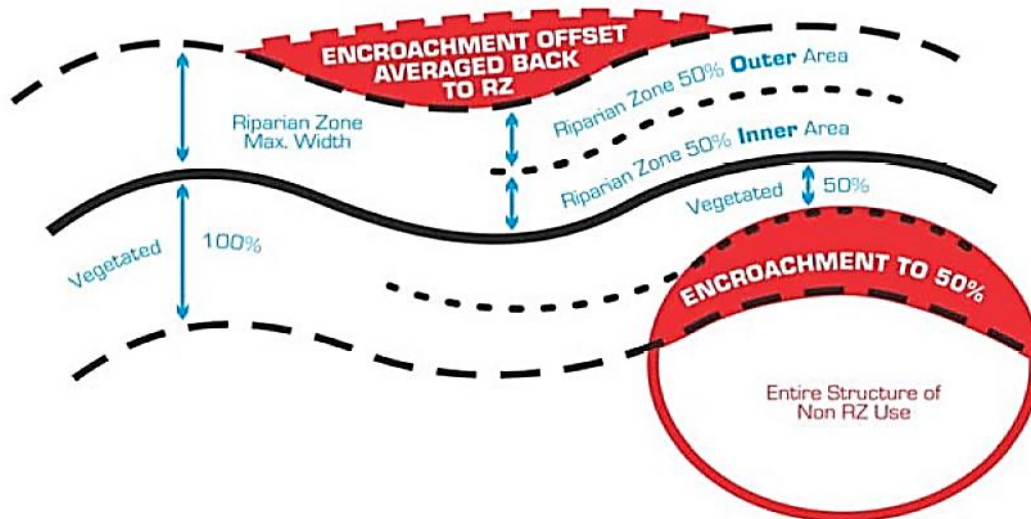 ENCROACHMENT OFFSET
AVERAGED BACK
TO RZ
Riparian Zone 50% Outer Area
Riparian Zone
Max. Width
Riparian Zone 50% Inner Area
Vegetated 50%
Vegetated 100%
ENCROACHMENT TO 50%
Entire Structure of
Non RZ Use